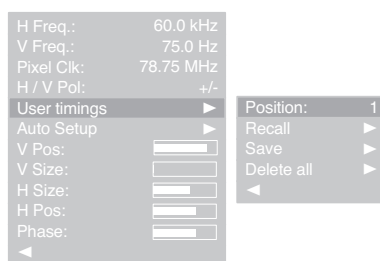 H Freq.: 60.0 kHz
V Freq.: 75.0 Hz
Pixel Clk: 78.75 MHz
H / V Pol: +/-
User timings
Auto Setup
V Pos:
V Size:
H Size:
H Pos:
Phase:
Position: 1
Recall
Save
Delete all